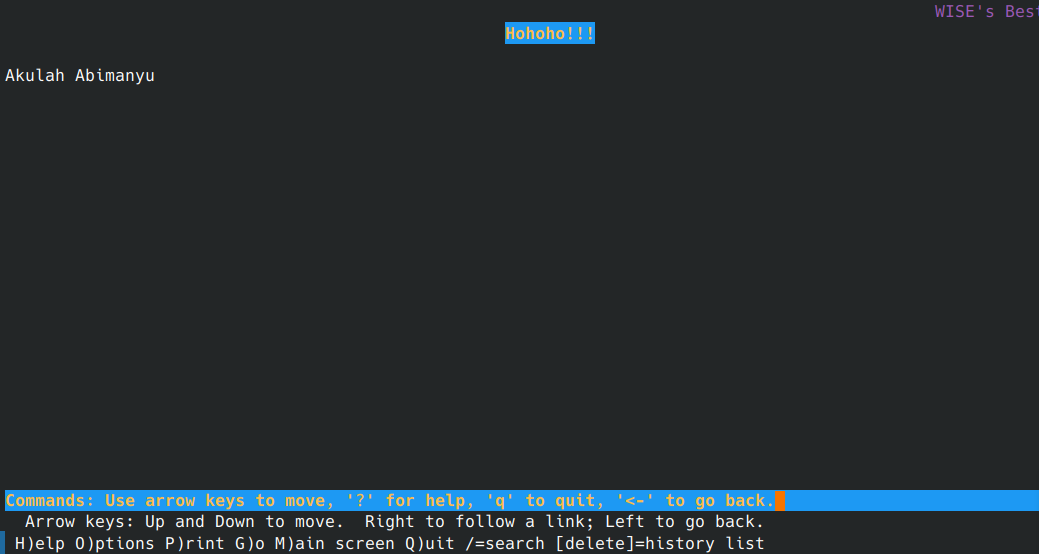 WISE's Best
Hohoho!!!
Akulah Abimanyu
Commands: Use arrow keys to move, '?' for help, 'q' to quit, '<-' to go back.
Arrow keys: Up and Down to move.  Right to follow a link; Left to go back.
H)elp O)ptions P)rint G)o M)ain screen Q)uit /=search [delete]=history list